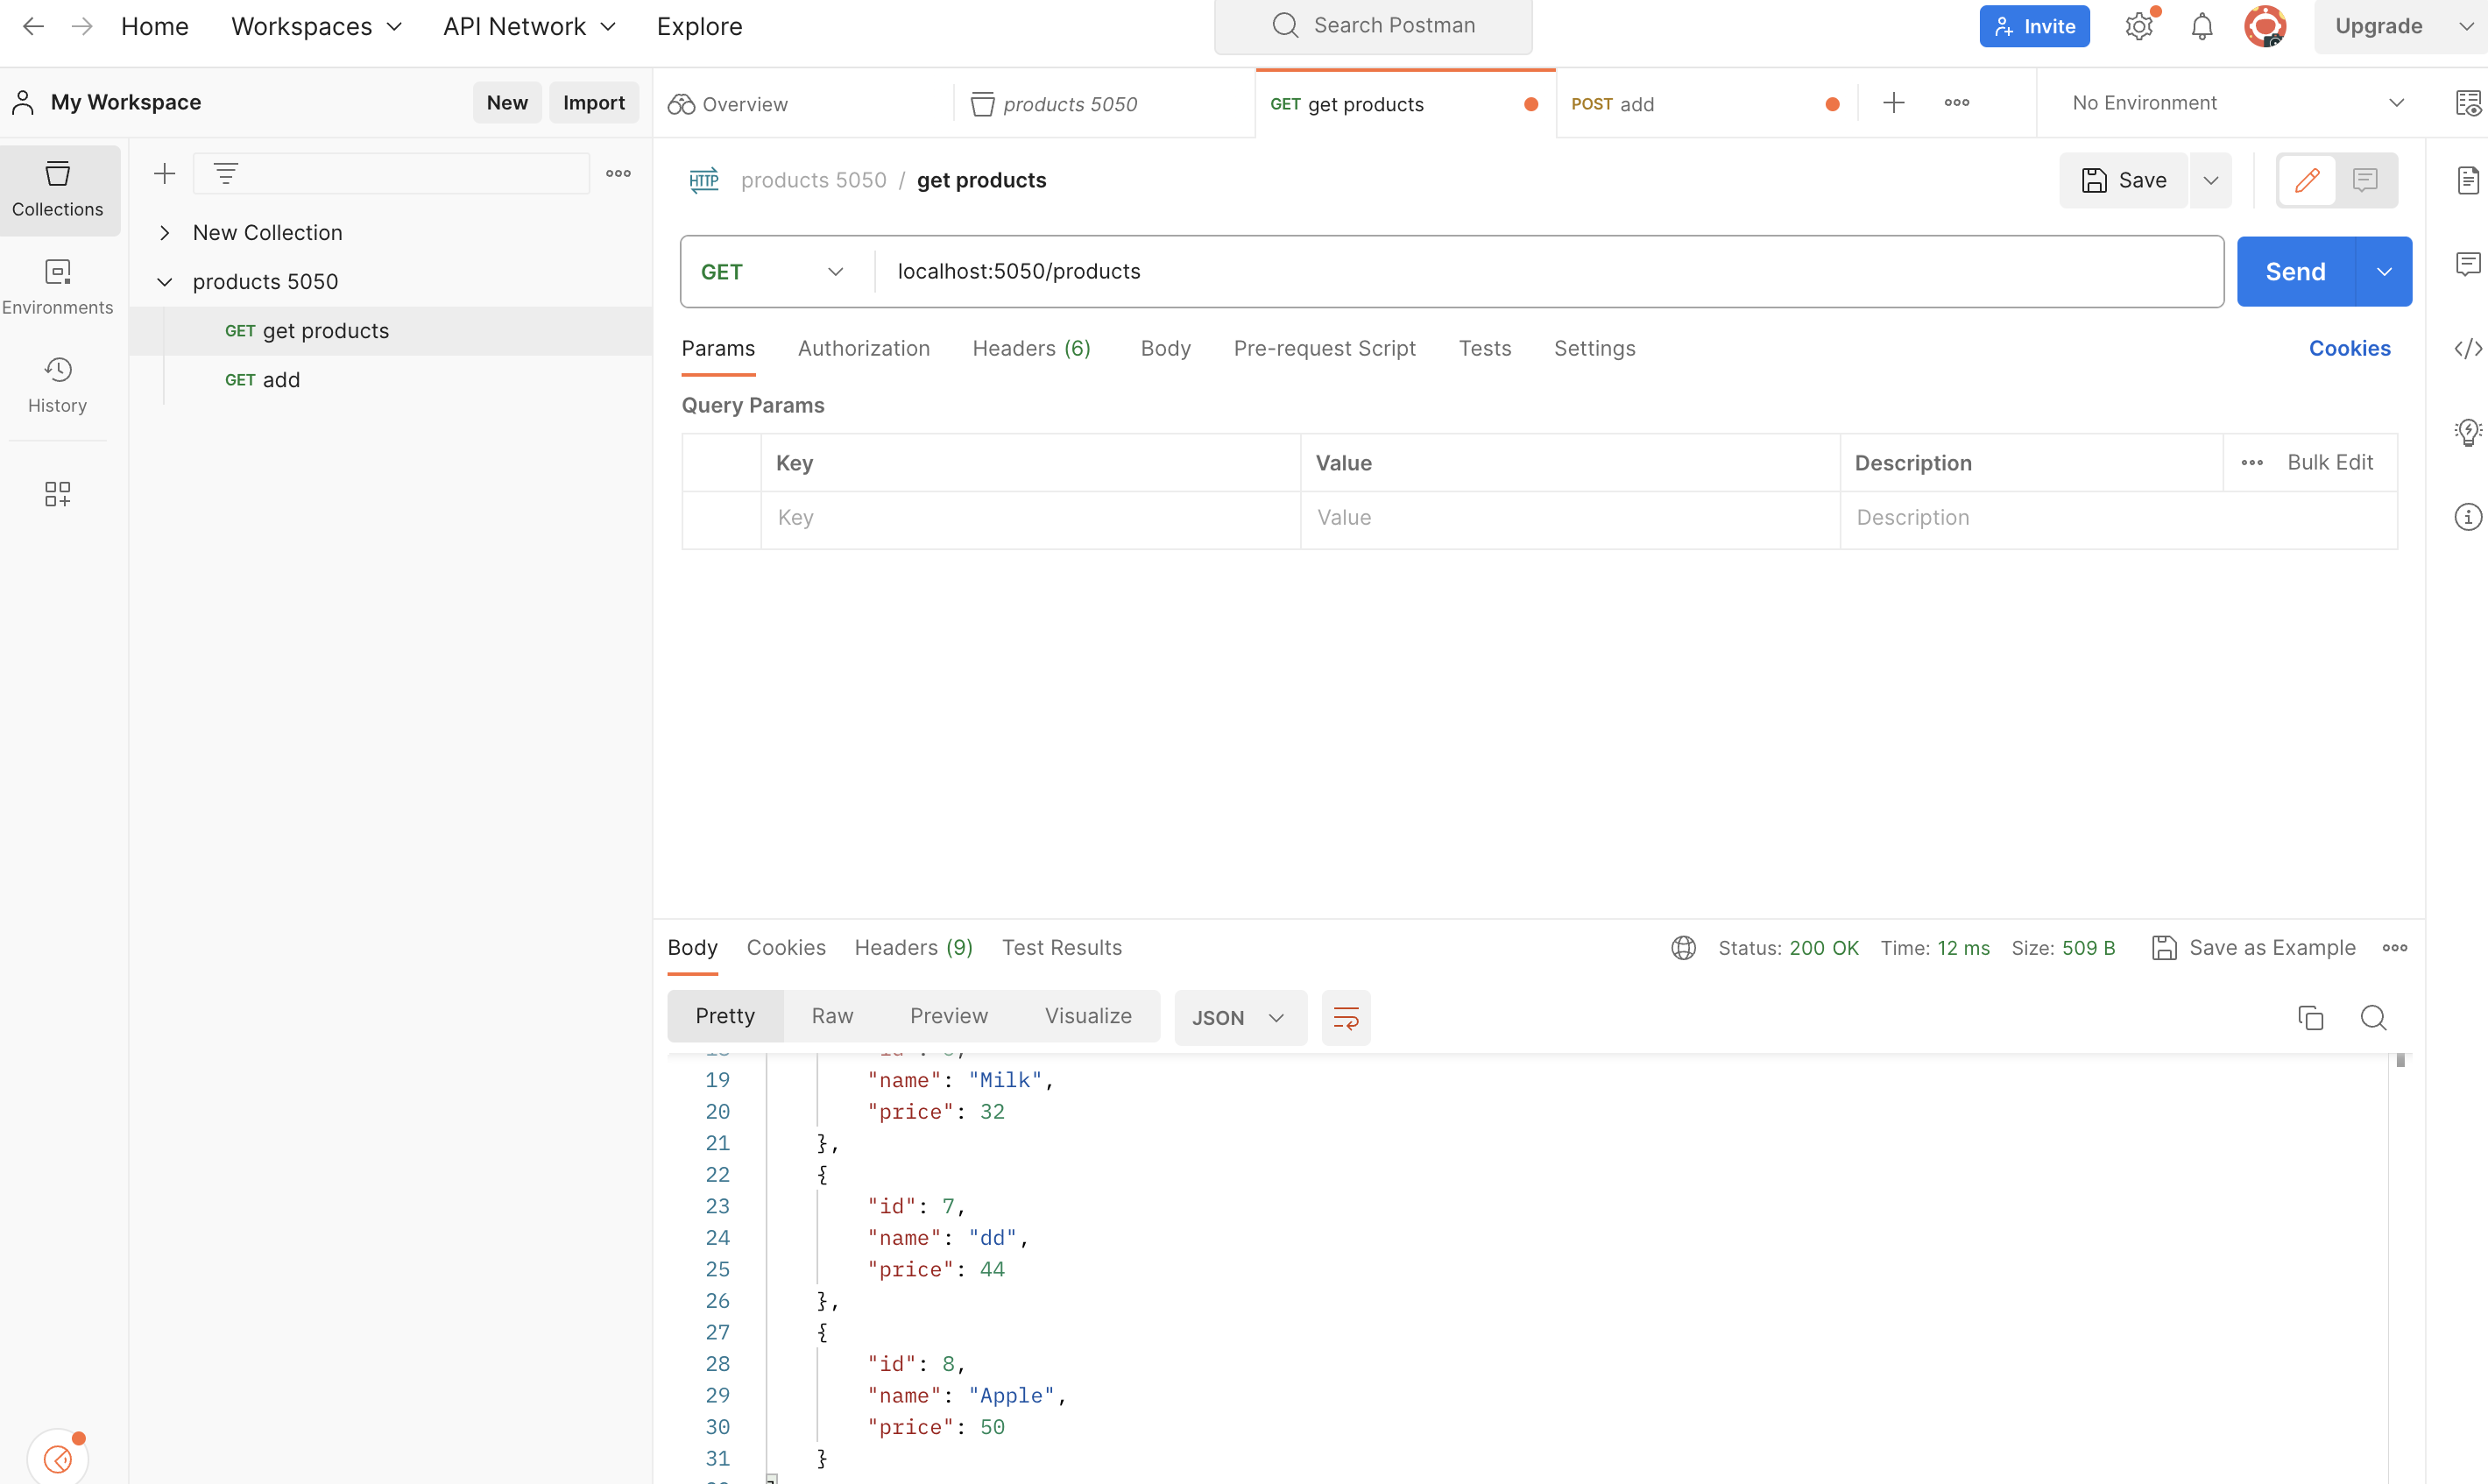 Home Workspaces API Network Explore Search Postman Invite Upgrade
My Workspace New Import Overview products 5050 GET get products POST add No Environment
Collections
Environments
History
New Collection
products 5050
GET get products
GET add
HTTP products 5050 / get products Save
GET localhost:5050/products Send
Params Authorization Headers (6) Body Pre-request Script Tests Settings Cookies
Query Params
Key Value Description Bulk Edit
Key Value Description
Body Cookies Headers (9) Test Results Status: 200 OK Time: 12 ms Size: 509 B Save as Example
Pretty Raw Preview Visualize JSON
19 "name": "Milk",
20 "price": 32
21 },
22 {
23 "id": 7,
24 "name": "dd",
25 "price": 44
26 },
27 {
28 "id": 8,
29 "name": "Apple",
30 "price": 50
31 }